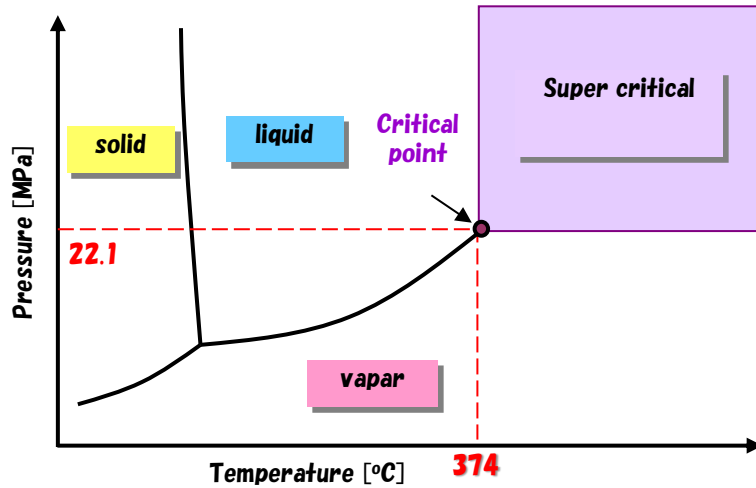 Super critical
Critical
point
liquid
solid
Pressure [MPa]
22.1
vapar
374
Temperature [°C]